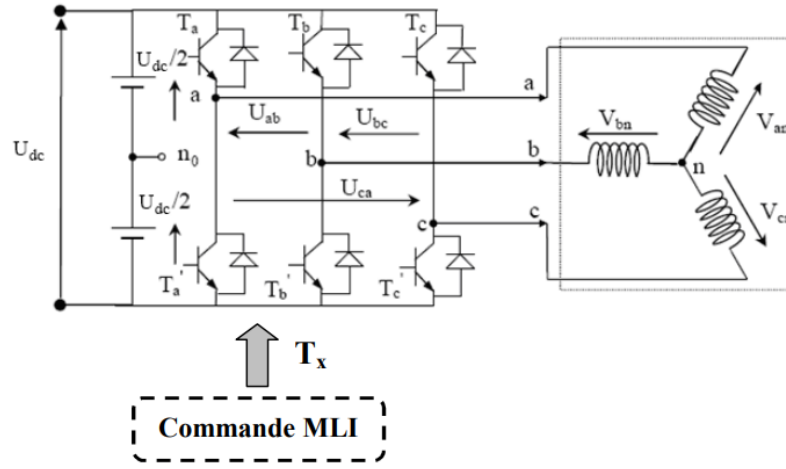 Ta Tb Tc
Udc/2
a a
Uab Ubc Vbn Van
Udc n0 b b n
Uca
Udc/2 c c
Ta' Tb' Tc'
Tx
Commande MLI